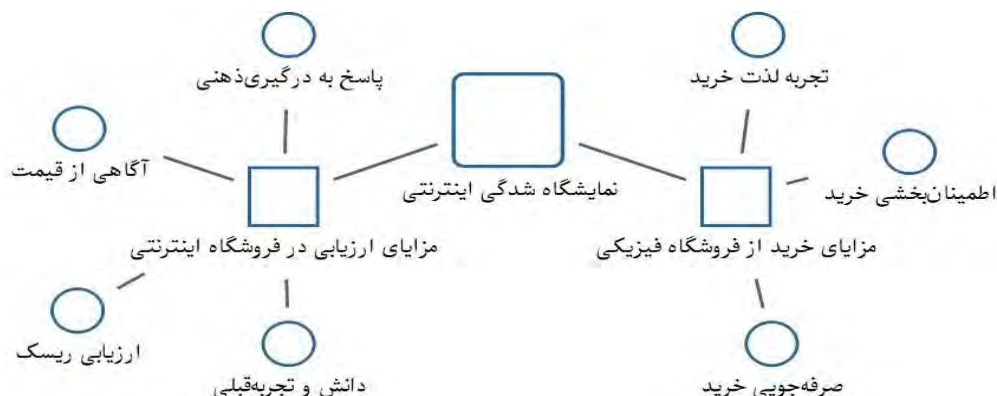 تجربه لذت خرید
پاسخ به درگیری‌ذهنی
اطمینان‌بخشی خرید
نمایشگاه شدگی اینترنتی
آگاهی از قیمت
مزایای خرید از فروشگاه فیزیکی
مزایای ارزیابی در فروشگاه اینترنتی
صرفه‌جویی خرید
دانش و تجربه‌قبلی
ارزیابی ریسک